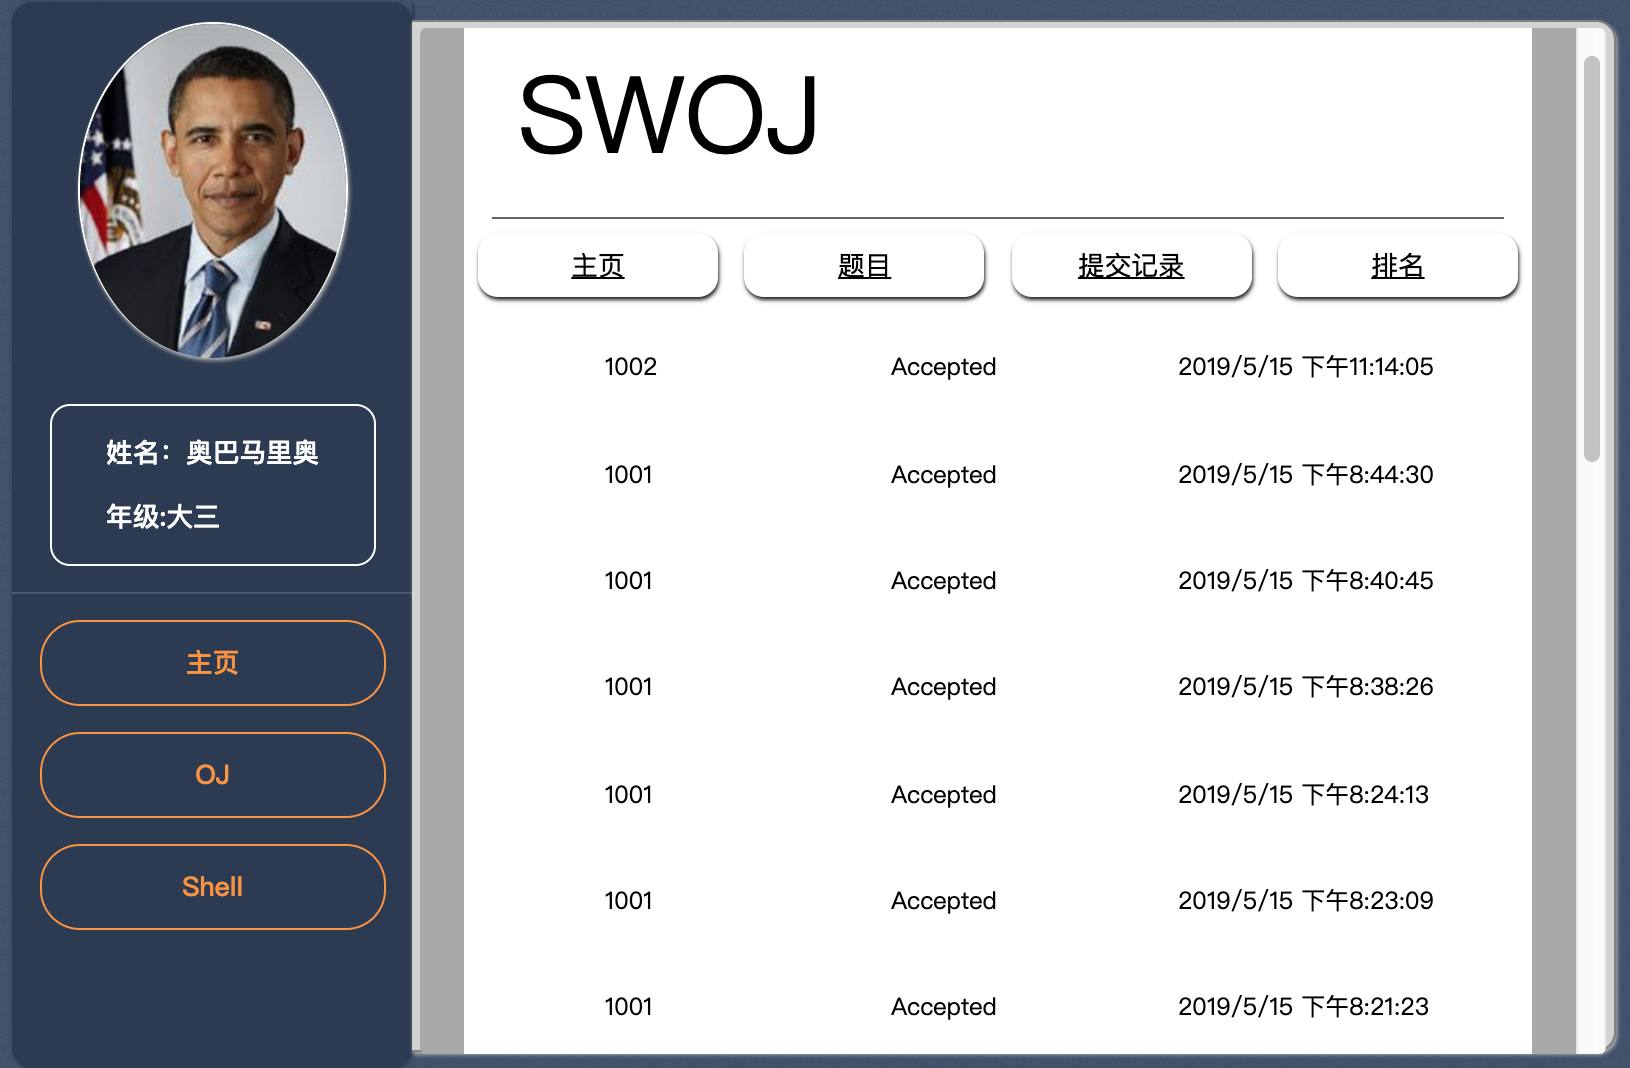 姓名：奥巴马里奥
年级:大三
主页
OJ
Shell
SWOJ
主页 题目 提交记录 排名
1002 Accepted 2019/5/15 下午11:14:05
1001 Accepted 2019/5/15 下午8:44:30
1001 Accepted 2019/5/15 下午8:40:45
1001 Accepted 2019/5/15 下午8:38:26
1001 Accepted 2019/5/15 下午8:24:13
1001 Accepted 2019/5/15 下午8:23:09
1001 Accepted 2019/5/15 下午8:21:23